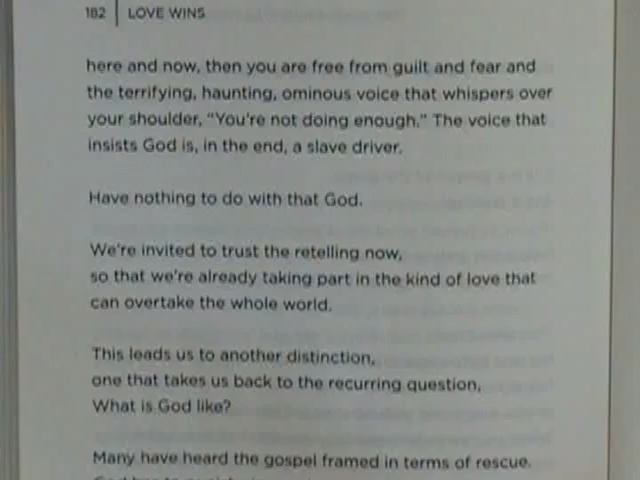 182 | LOVE WINS
here and now, then you are free from guilt and fear and
the terrifying, haunting, ominous voice that whispers over
your shoulder, “You’re not doing enough.” The voice that
insists God is, in the end, a slave driver.
Have nothing to do with that God.
We’re invited to trust the retelling now,
so that we’re already taking part in the kind of love that
can overtake the whole world.
This leads us to another distinction,
one that takes us back to the recurring question,
What is God like?
Many have heard the gospel framed in terms of rescue.